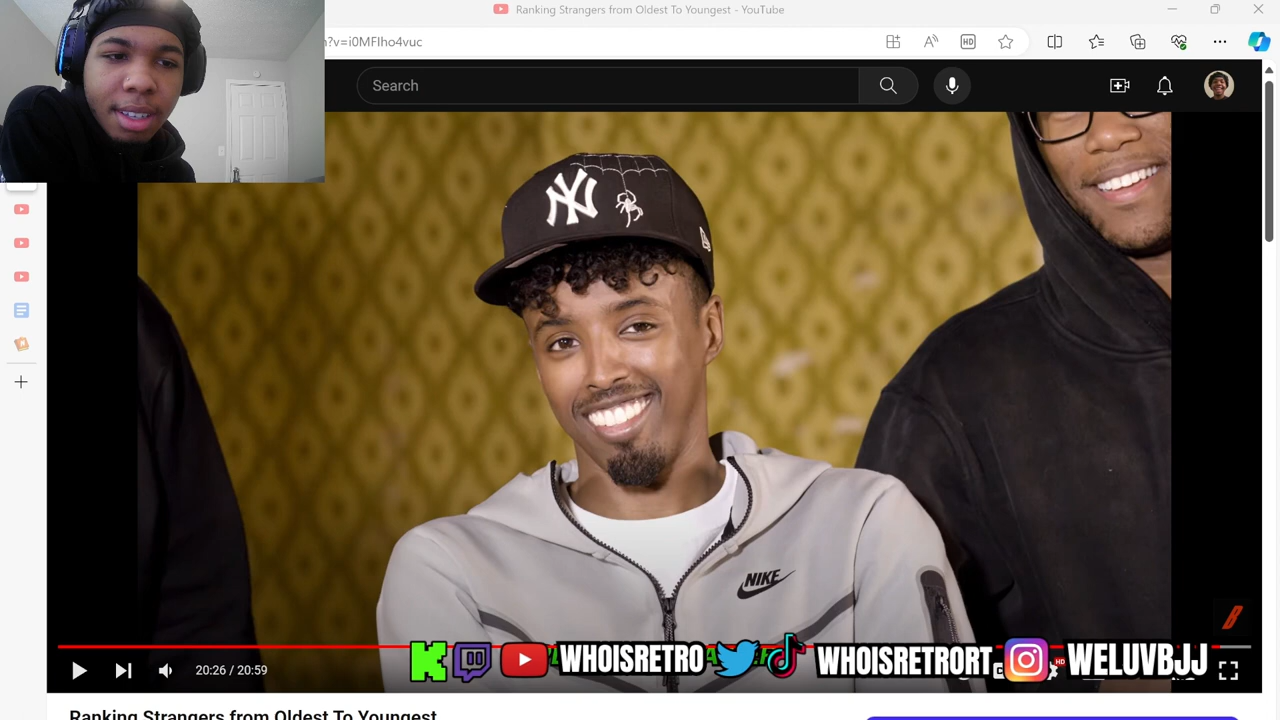 Ranking Strangers from Oldest To Youngest - YouTube
?v=i0MFIho4vuc
HD
Search
NY
NIKE
WHOISRETRO
WHOISRETRORT
WELUVBJJ
20:26 / 20:59
Ranking Strangers from Oldest To Youngest